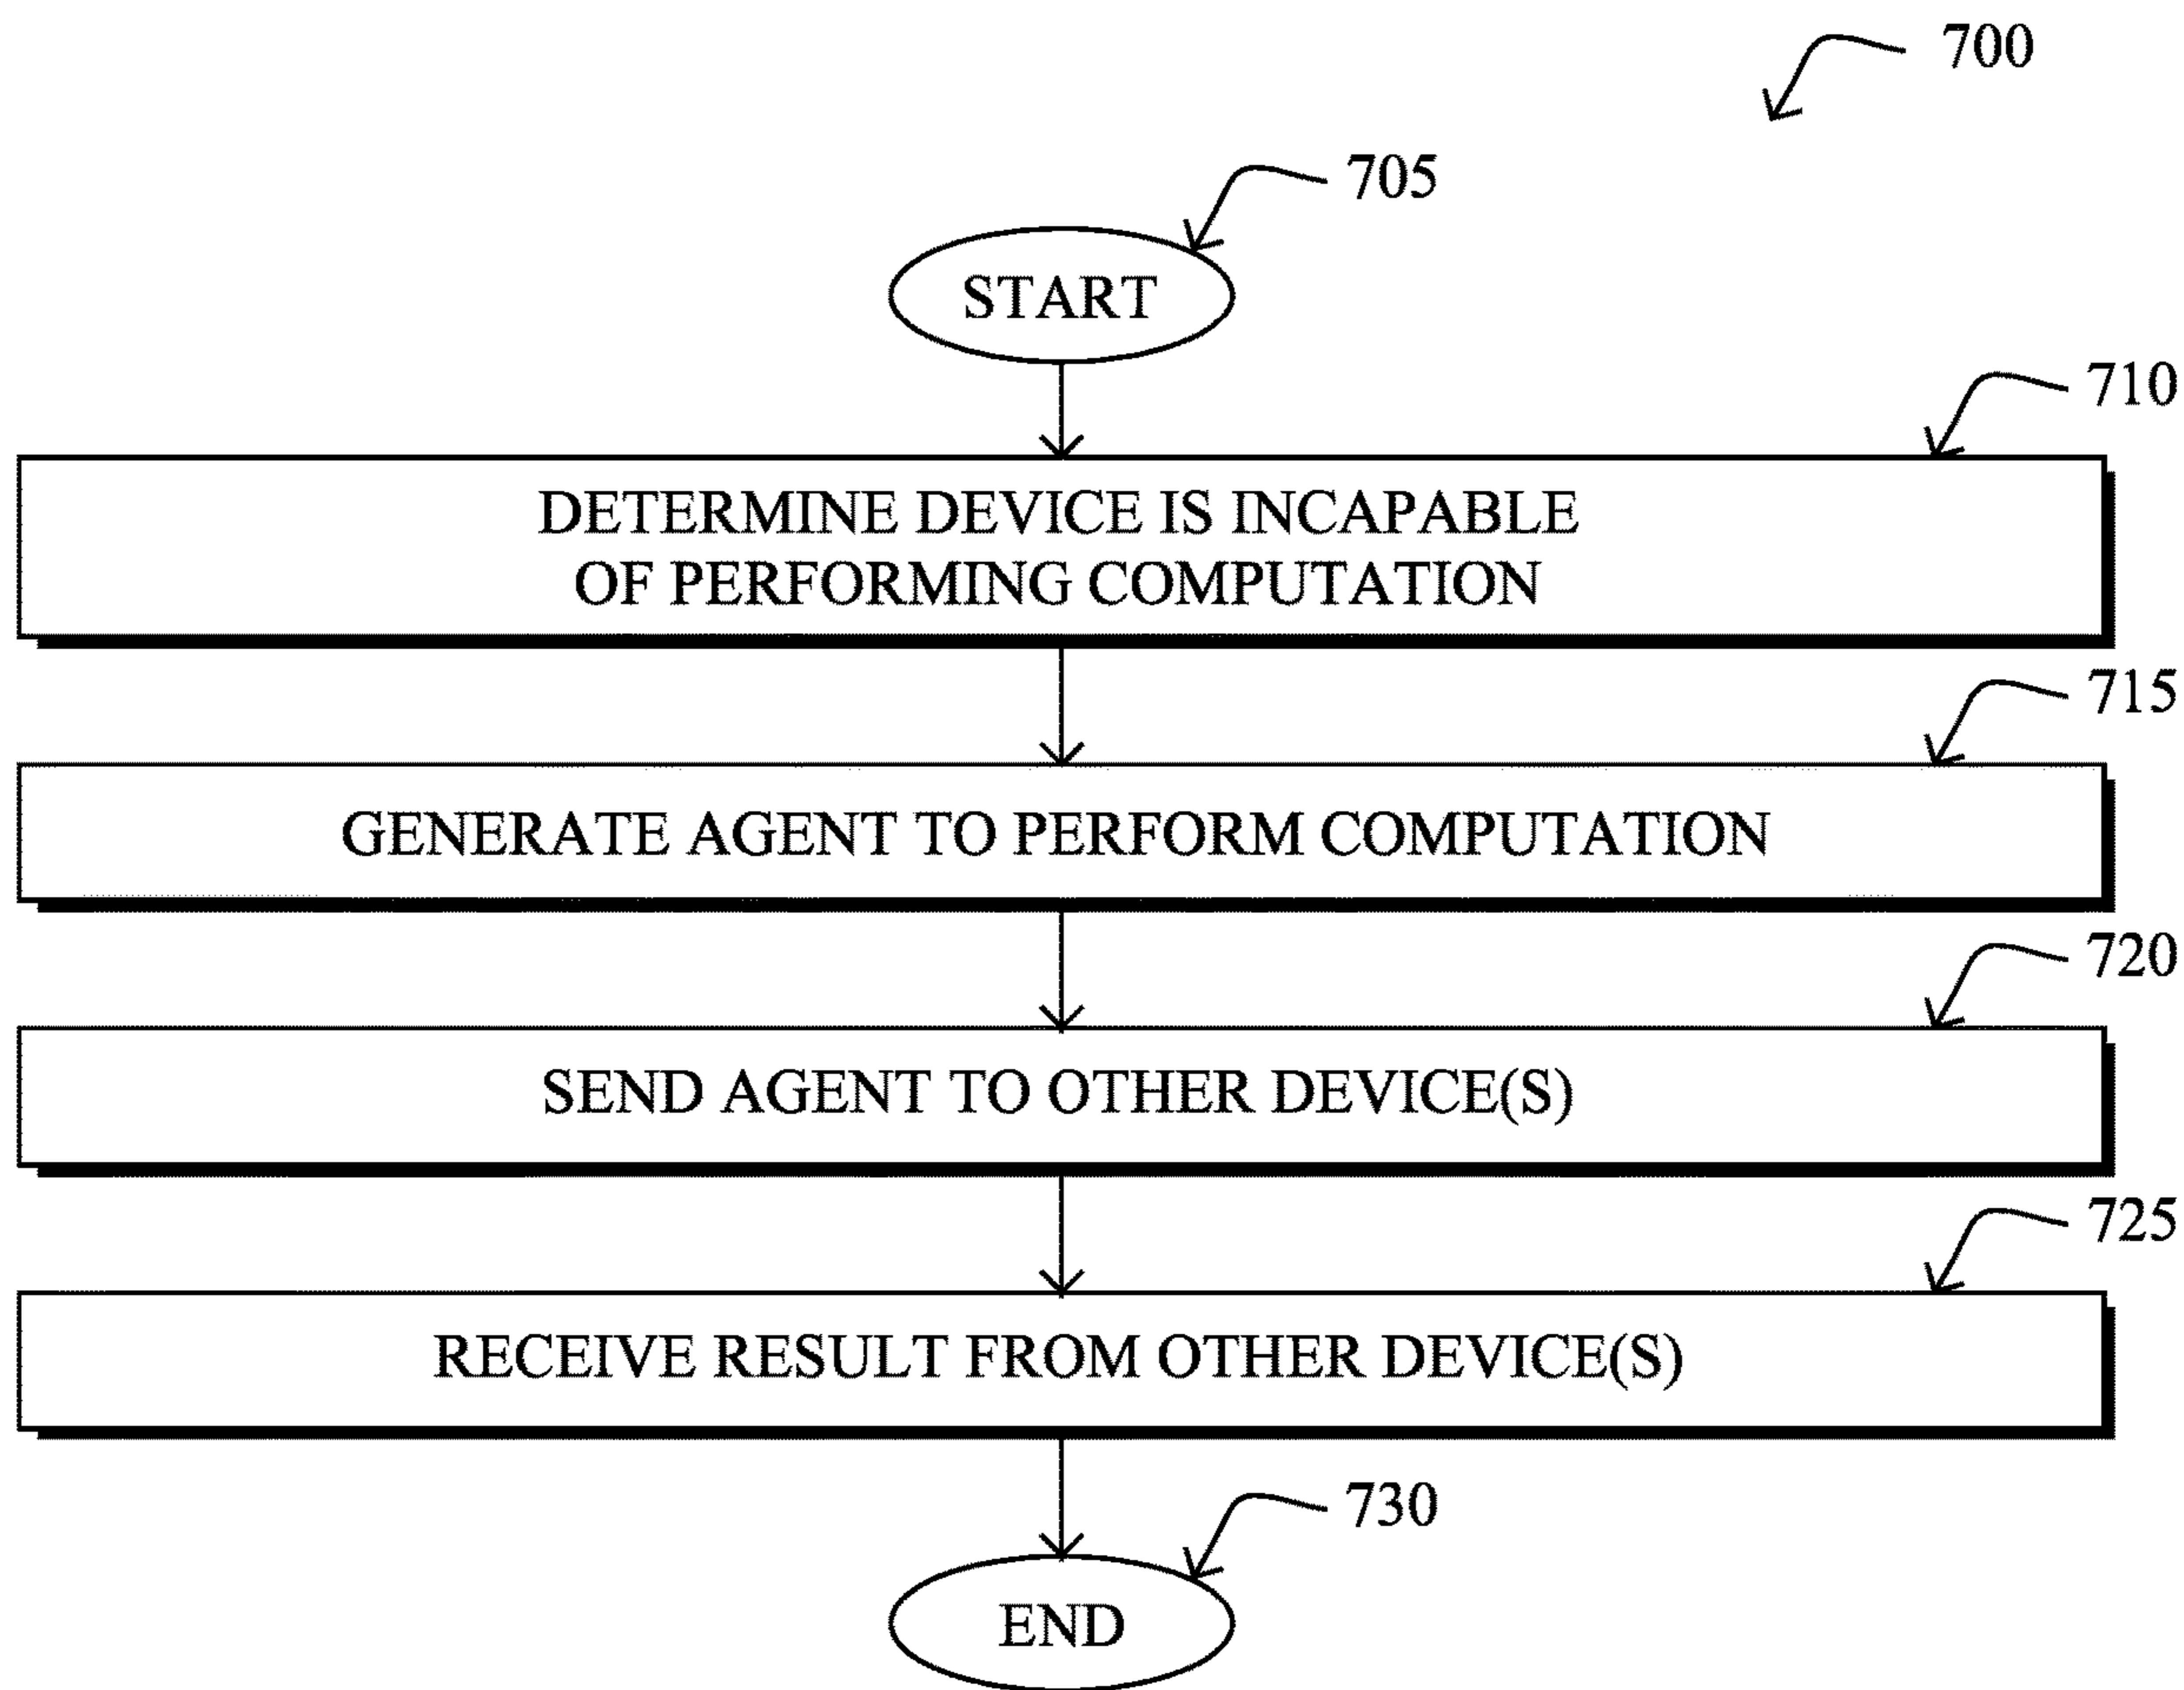 700
705
START
710
DETERMINE DEVICE IS INCAPABLE
OF PERFORMING COMPUTATION
715
GENERATE AGENT TO PERFORM COMPUTATION
720
SEND AGENT TO OTHER DEVICE(S)
725
RECEIVE RESULT FROM OTHER DEVICE(S)
730
END